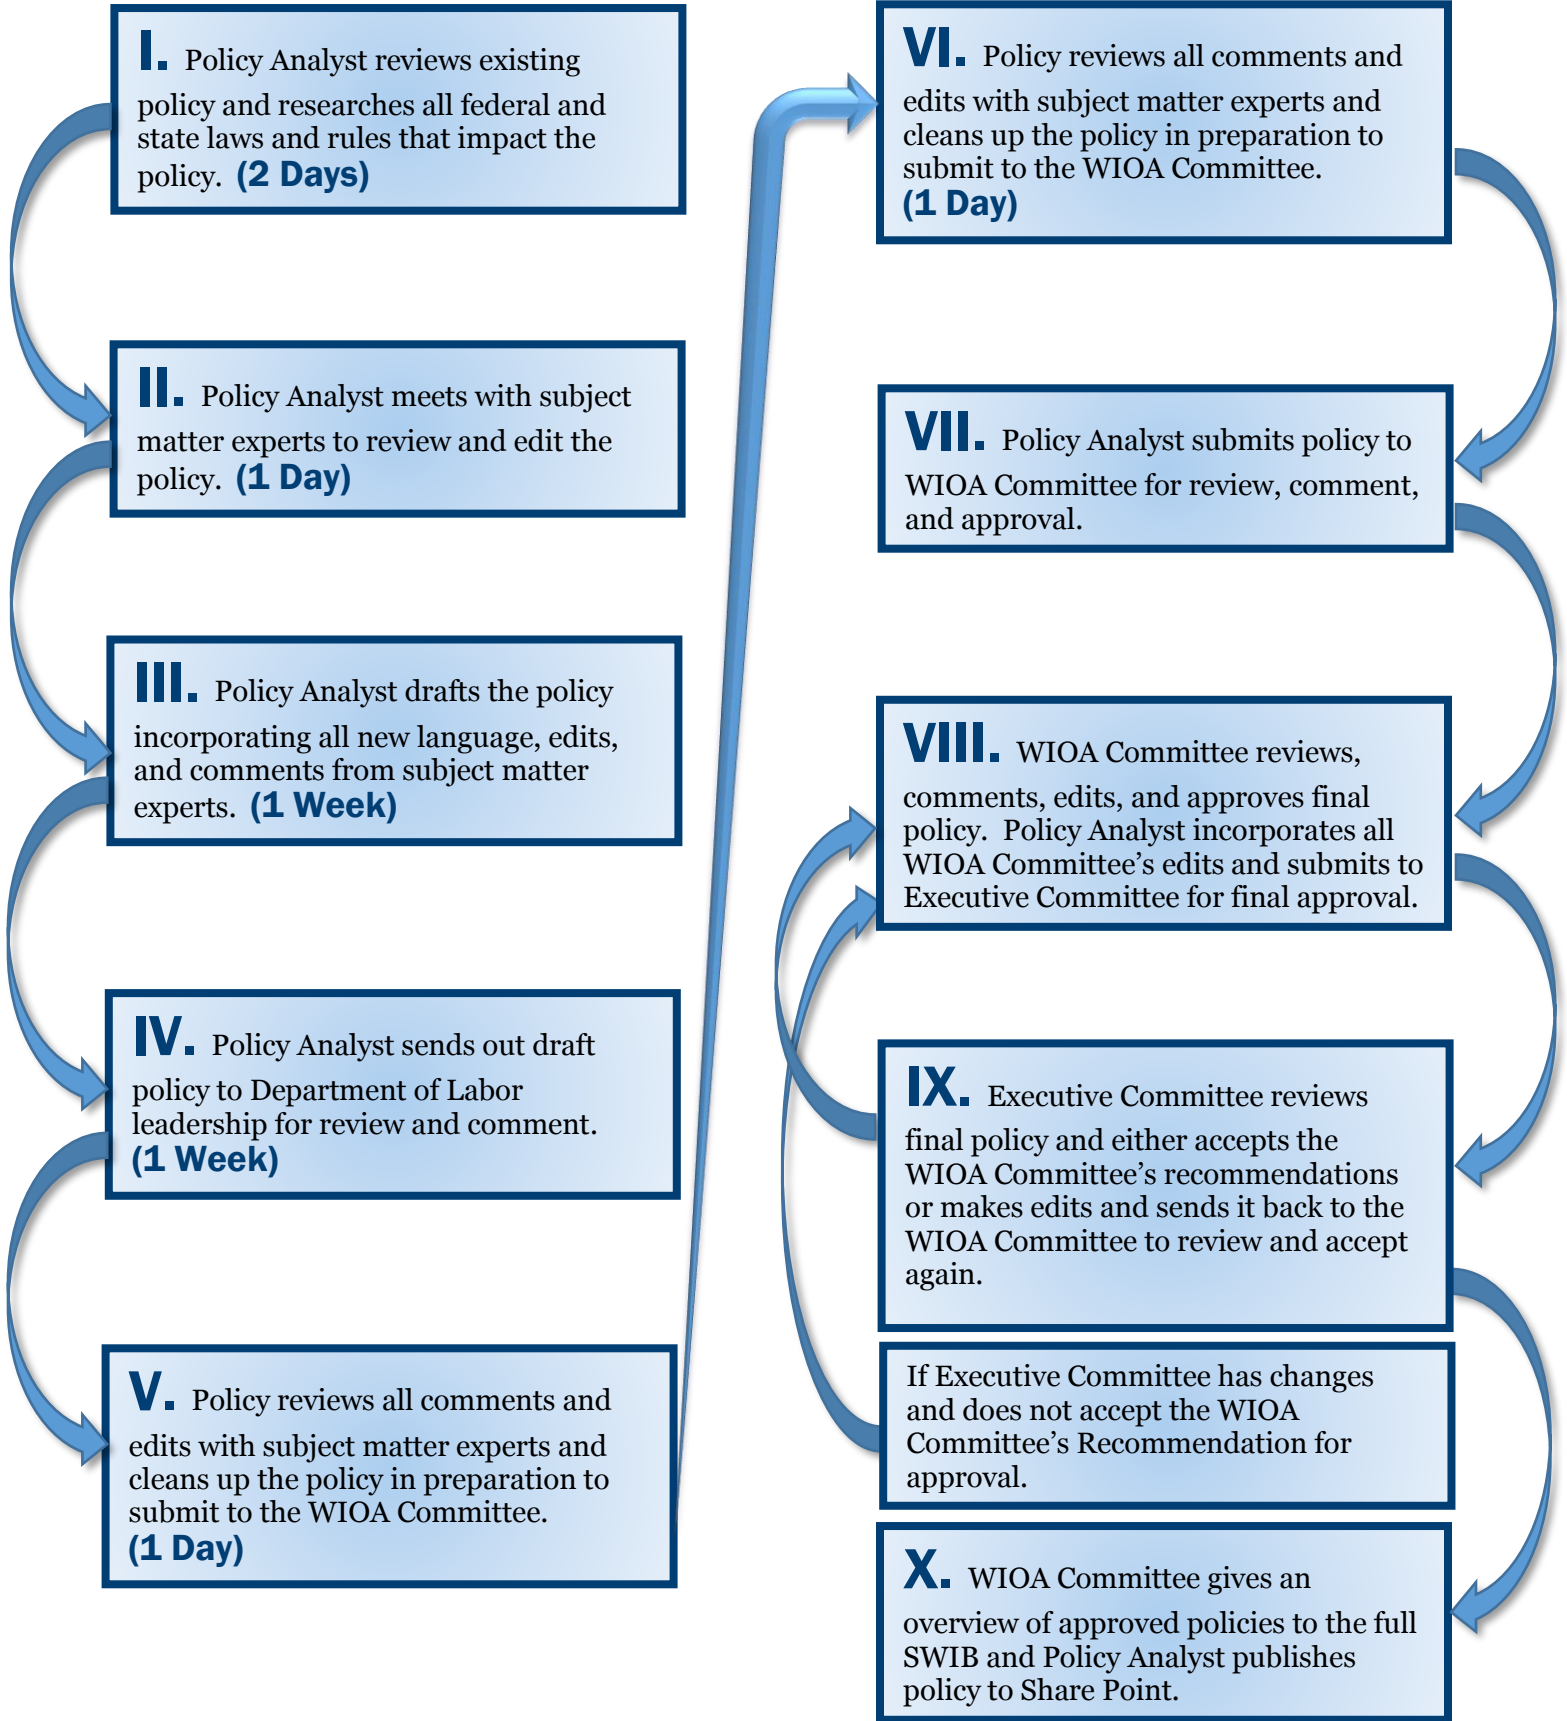 I. Policy Analyst reviews existing
policy and researches all federal and
state laws and rules that impact the
policy. (2 Days)
II. Policy Analyst meets with subject
matter experts to review and edit the
policy. (1 Day)
III. Policy Analyst drafts the policy
incorporating all new language, edits,
and comments from subject matter
experts. (1 Week)
IV. Policy Analyst sends out draft
policy to Department of Labor
leadership for review and comment.
(1 Week)
V. Policy reviews all comments and
edits with subject matter experts and
cleans up the policy in preparation to
submit to the WIOA Committee.
(1 Day)
VI. Policy reviews all comments and
edits with subject matter experts and
cleans up the policy in preparation to
submit to the WIOA Committee.
(1 Day)
VII. Policy Analyst submits policy to
WIOA Committee for review, comment,
and approval.
VIII. WIOA Committee reviews,
comments, edits, and approves final
policy. Policy Analyst incorporates all
WIOA Committee’s edits and submits to
Executive Committee for final approval.
IX. Executive Committee reviews
final policy and either accepts the
WIOA Committee’s recommendations
or makes edits and sends it back to the
WIOA Committee to review and accept
again.
If Executive Committee has changes
and does not accept the WIOA
Committee’s Recommendation for
approval.
X. WIOA Committee gives an
overview of approved policies to the full
SWIB and Policy Analyst publishes
policy to Share Point.